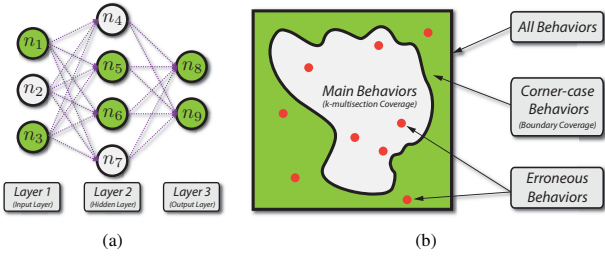 n1
n2
n3
n4
n5
n6
n7
n8
n9
Layer 1
(Input Layer)
Layer 2
(Hidden Layer)
Layer 3
(Output Layer)
(a)
Main Behaviors
(k-multisection Coverage)
All Behaviors
Corner-case
Behaviors
(Boundary Coverage)
Erroneous
Behaviors
(b)